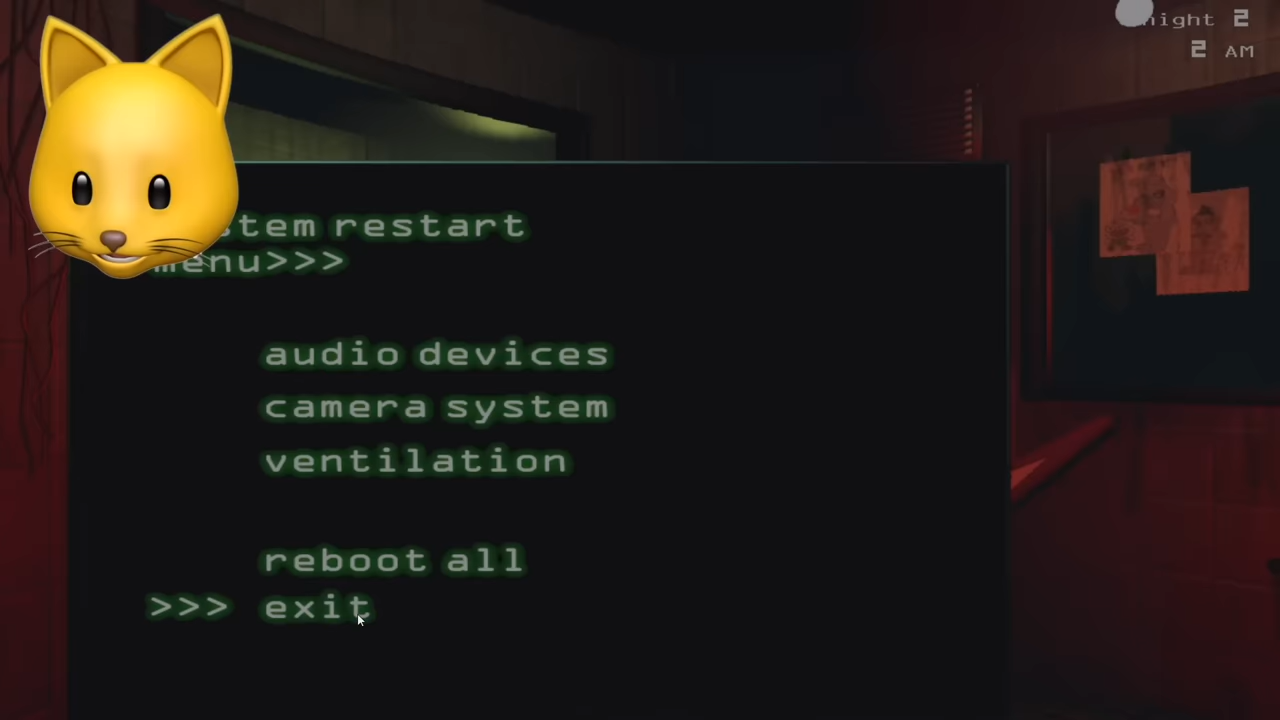 night 2
2 AM
stem restart
menu>>>
audio devices
camera system
ventilation
reboot all
>>> exit